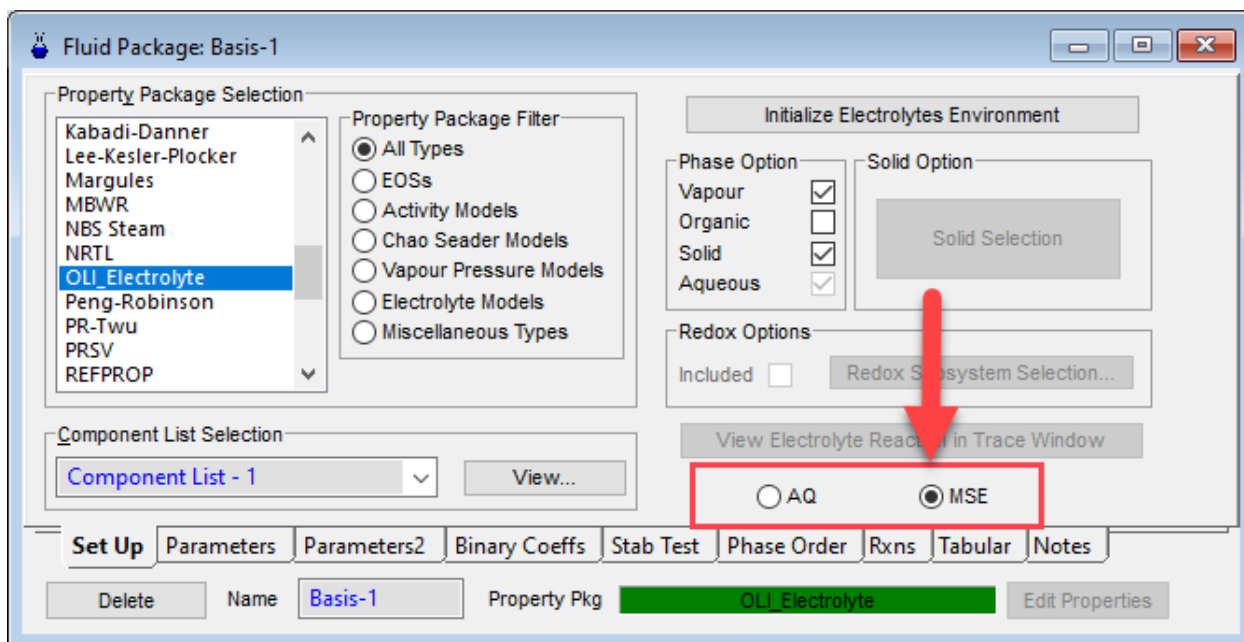 Fluid Package: Basis-1
Property Package Selection
Kabadi-Danner
Lee-Kesler-Plocker
Margules
MBWR
NBS Steam
NRTL
OLI_Electrolyte
Peng-Robinson
PR-Twu
PRSV
REFPROP
Property Package Filter
All Types
EOSs
Activity Models
Chao Seader Models
Vapour Pressure Models
Electrolyte Models
Miscellaneous Types
Initialize Electrolytes Environment
Phase Option
Vapour
Organic
Solid
Aqueous
Solid Option
Solid Selection
Redox Options
Included
Redox Subsystem Selection...
View Electrolyte Reaction in Trace Window
AQ MSE
Component List Selection
Component List - 1
View...
Set Up Parameters Parameters2 Binary Coeffs Stab Test Phase Order Rxns Tabular Notes
Delete Name Basis-1 Property Pkg OLI_Electrolyte Edit Properties